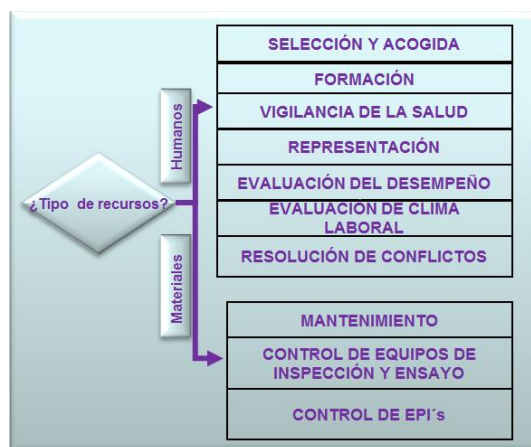 ¿Tipo de recursos?
Humanos
SELECCIÓN Y ACOGIDA
FORMACIÓN
VIGILANCIA DE LA SALUD
REPRESENTACIÓN
EVALUACIÓN DEL DESEMPEÑO
EVALUACION DE CLIMA
LABORAL
RESOLUCIÓN DE CONFLICTOS
Materiales
MANTENIMIENTO
CONTROL DE EQUIPOS DE
INSPECCIÓN Y ENSAYO
CONTROL DE EPI´s